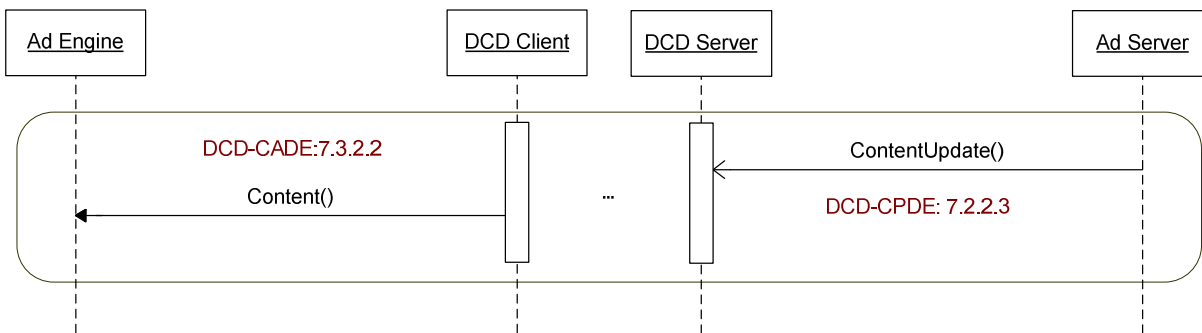 Ad Engine
DCD Client
DCD Server
Ad Server
DCD-CADE:7.3.2.2
ContentUpdate()
Content()
...
DCD-CPDE: 7.2.2.3